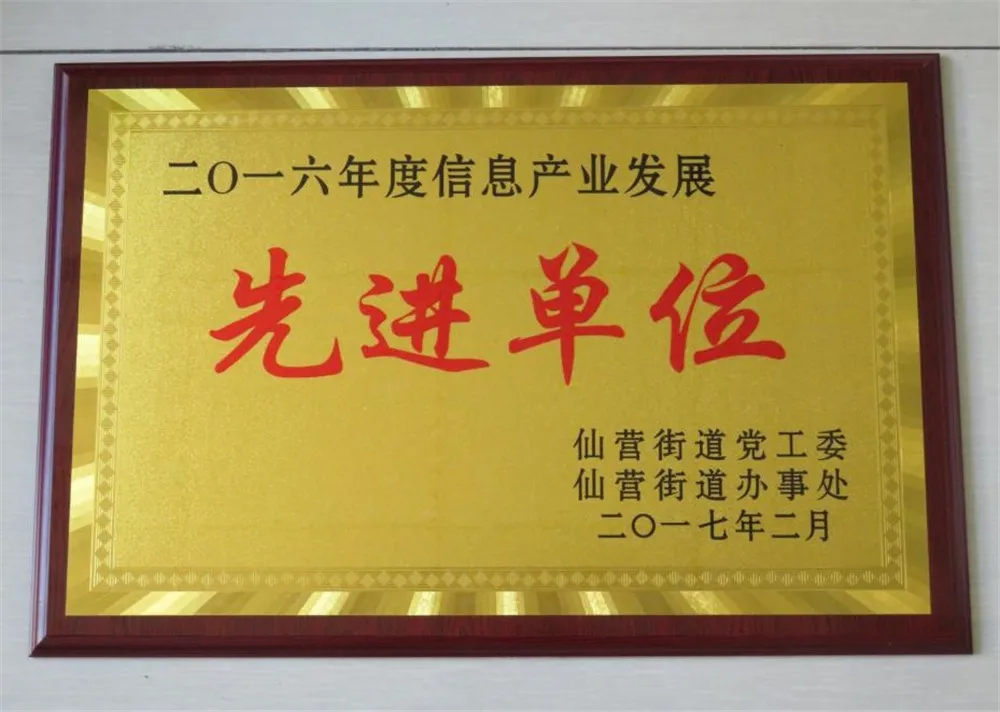 二〇一六年度信息产业发展
先进单位
仙营街道党工委
仙营街道办事处
二〇一七年二月